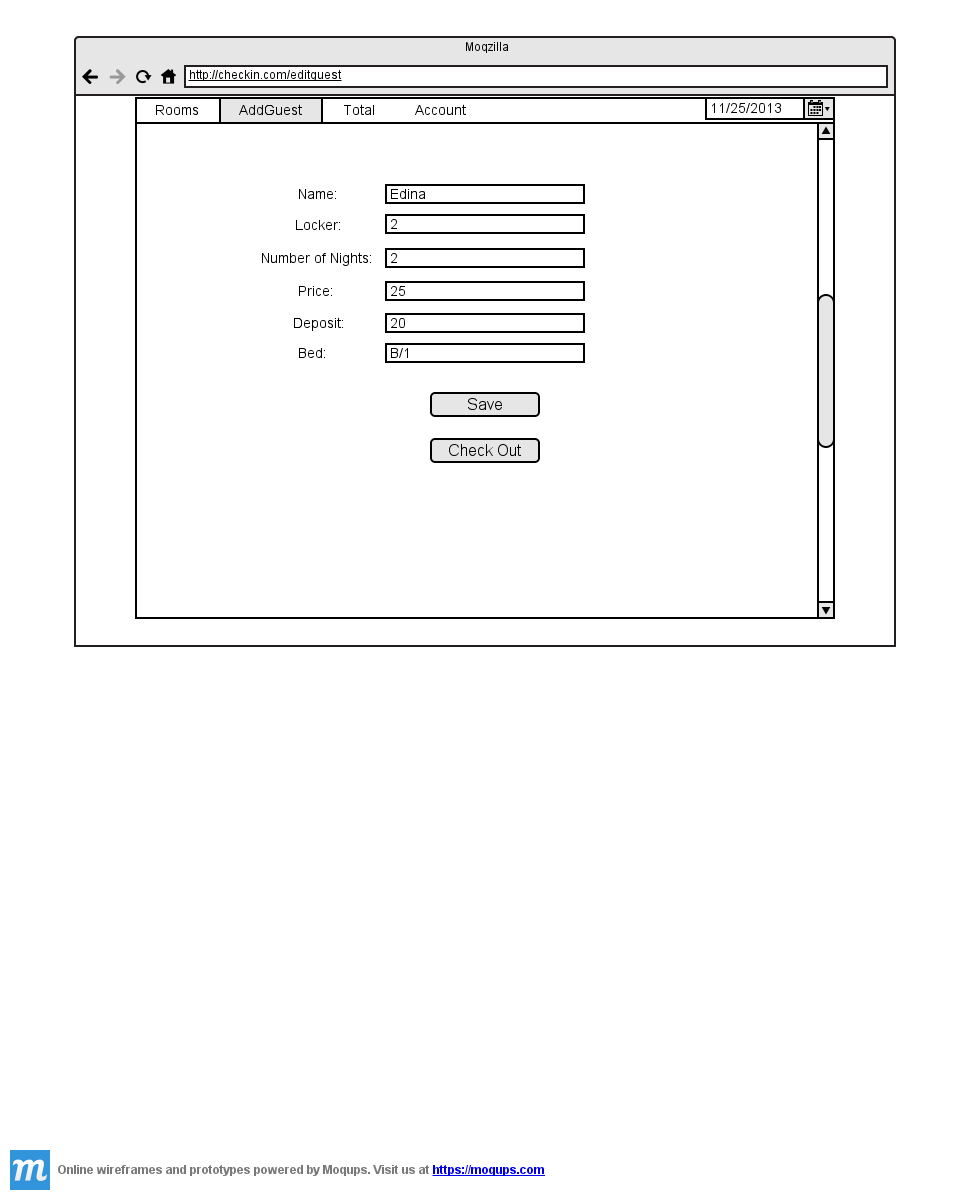 Moqzilla
http://checkin.com/editguest
Rooms AddGuest Total Account 11/25/2013
Name: Edina
Locker: 2
Number of Nights: 2
Price: 25
Deposit: 20
Bed: B/1
Save
Check Out
m Online wireframes and prototypes powered by Moqups. Visit us at https://moqups.com